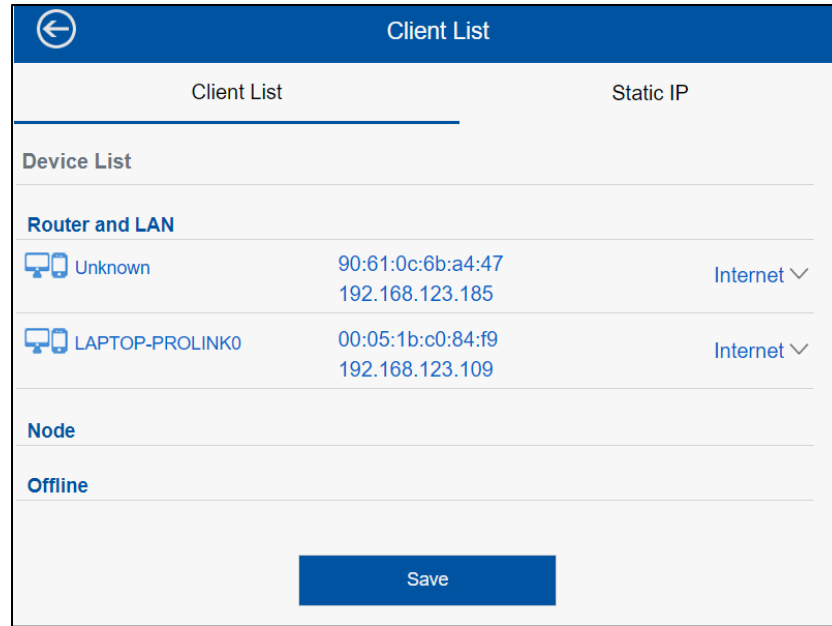 Client List
Client List Static IP
Device List
Router and LAN
Unknown 90:61:0c:6b:a4:47 Internet
192.168.123.185
LAPTOP-PROLINK0 00:05:1b:c0:84:f9 Internet
192.168.123.109
Node
Offline
Save